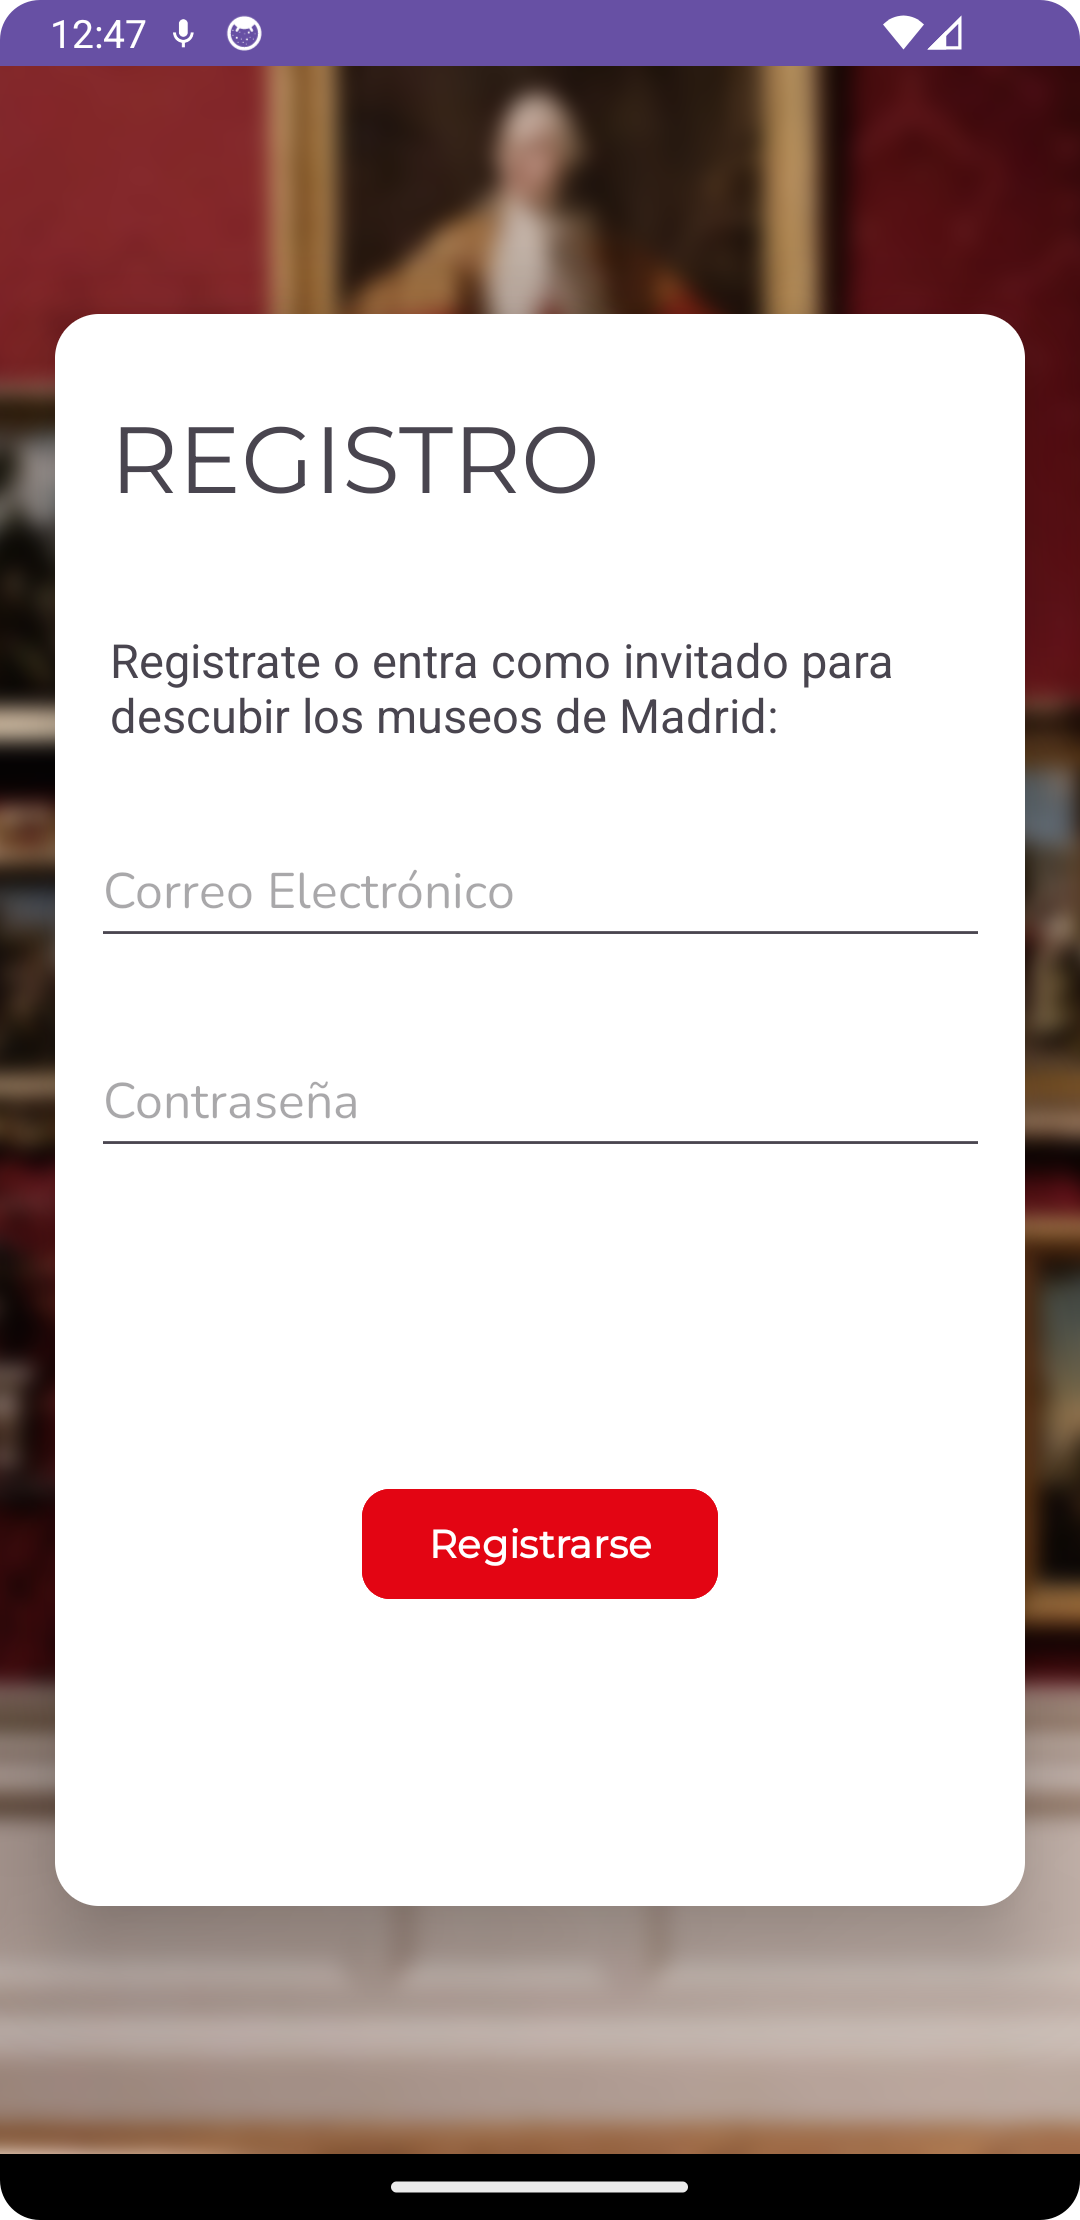 12:47
REGISTRO
Registrate o entra como invitado para
descubir los museos de Madrid:
Correo Electrónico
Contraseña
Registrarse